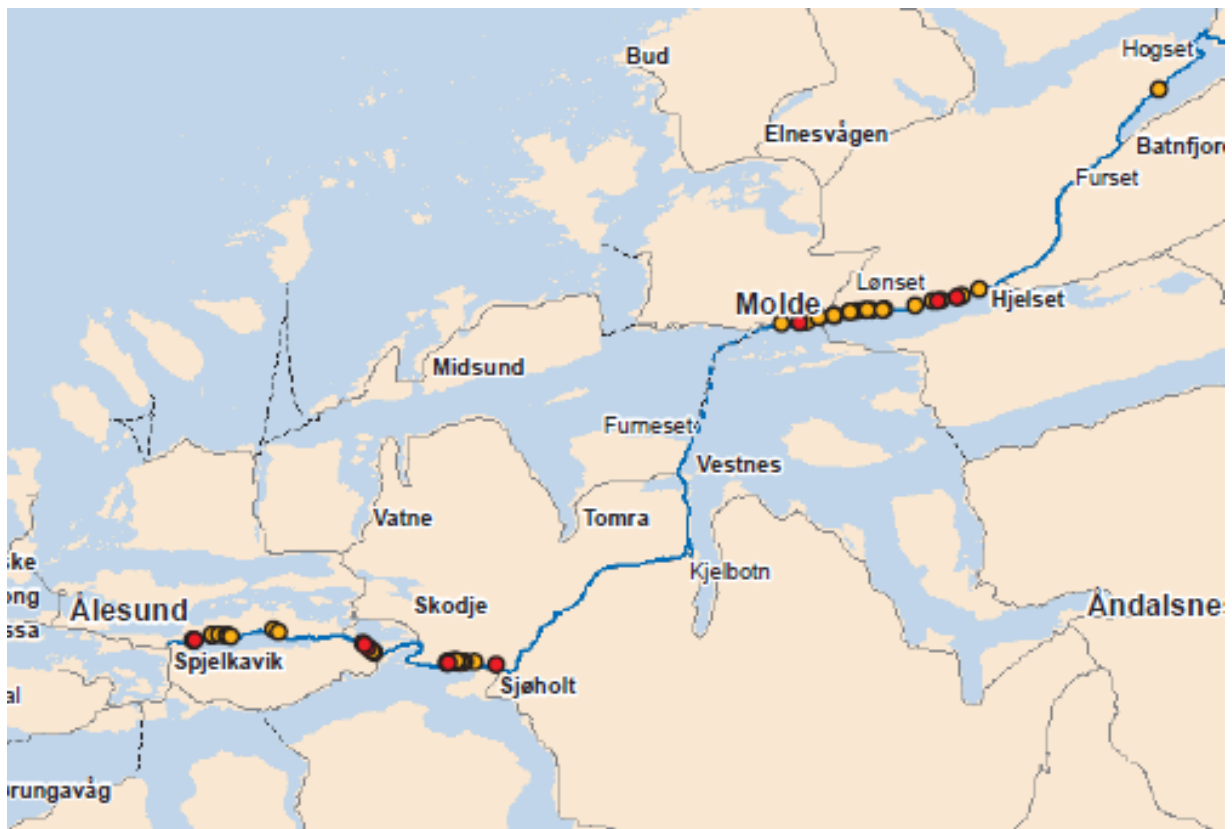 Hogset
Bud
Elnesvågen
Batnfjor
Furset
Lønset
Molde
Hjelset
Midsund
Furneset
Vestnes
Vatne
Tomra
ske
Kjelbotn
ong
Skodje
Ålesund
Åndalsnes
ssa
Spjelkavik
Sjøholt
al
rungavåg